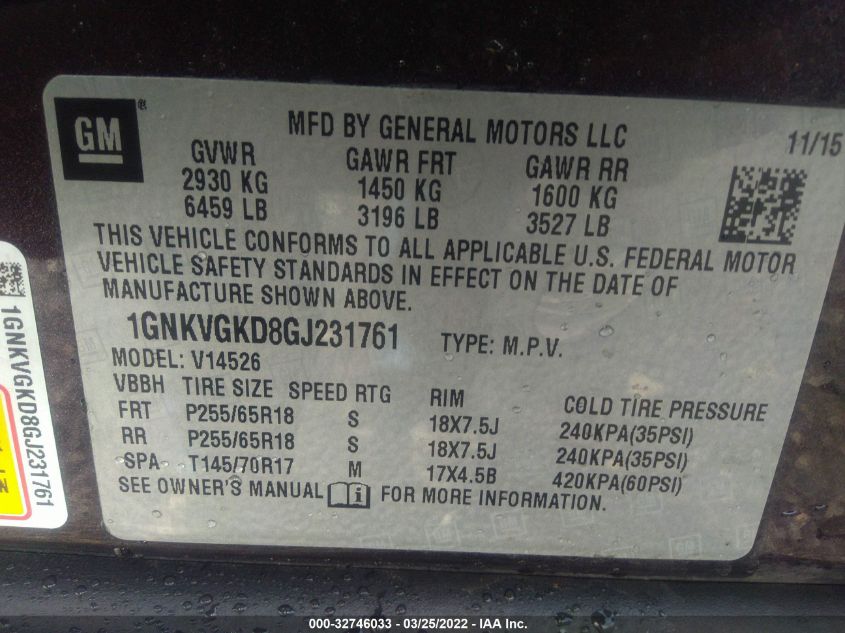 GM ®
MFD BY GENERAL MOTORS LLC
11/15
GVWR GAWR FRT GAWR RR
2930 KG 1450 KG 1600 KG
6459 LB 3196 LB 3527 LB
THIS VEHICLE CONFORMS TO ALL APPLICABLE U.S. FEDERAL MOTOR
VEHICLE SAFETY STANDARDS IN EFFECT ON THE DATE OF
MANUFACTURE SHOWN ABOVE.
1GNKVGKD8GJ231761 TYPE: M.P.V.
MODEL: V14526
VBBH TIRE SIZE SPEED RTG RIM COLD TIRE PRESSURE
FRT P255/65R18 S 18X7.5J 240KPA(35PSI)
RR P255/65R18 S 18X7.5J 240KPA(35PSI)
SPA T145/70R17 M 17X4.5B 420KPA(60PSI)
SEE OWNER'S MANUAL FOR MORE INFORMATION.
1GNKVGKD8GJ231761
000-32746033 - 03/25/2022 - IAA Inc.